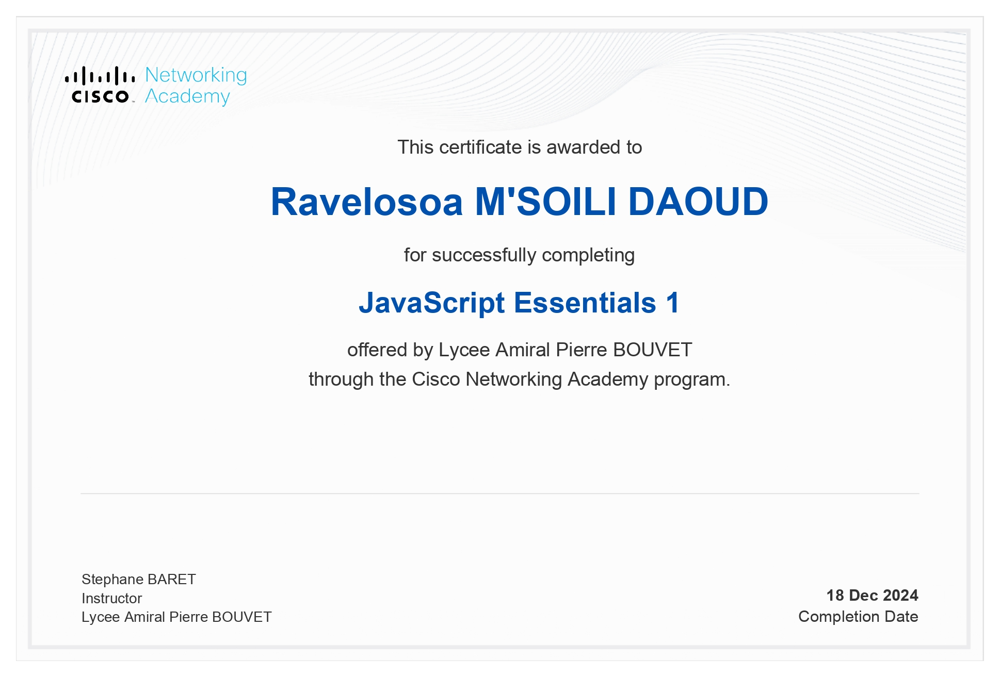 CISCO
Networking
Academy
This certificate is awarded to
Ravelosoa M'SOILI DAOUD
for successfully completing
JavaScript Essentials 1
offered by Lycee Amiral Pierre BOUVET
through the Cisco Networking Academy program.
Stephane BARET
Instructor
Lycee Amiral Pierre BOUVET
18 Dec 2024
Completion Date